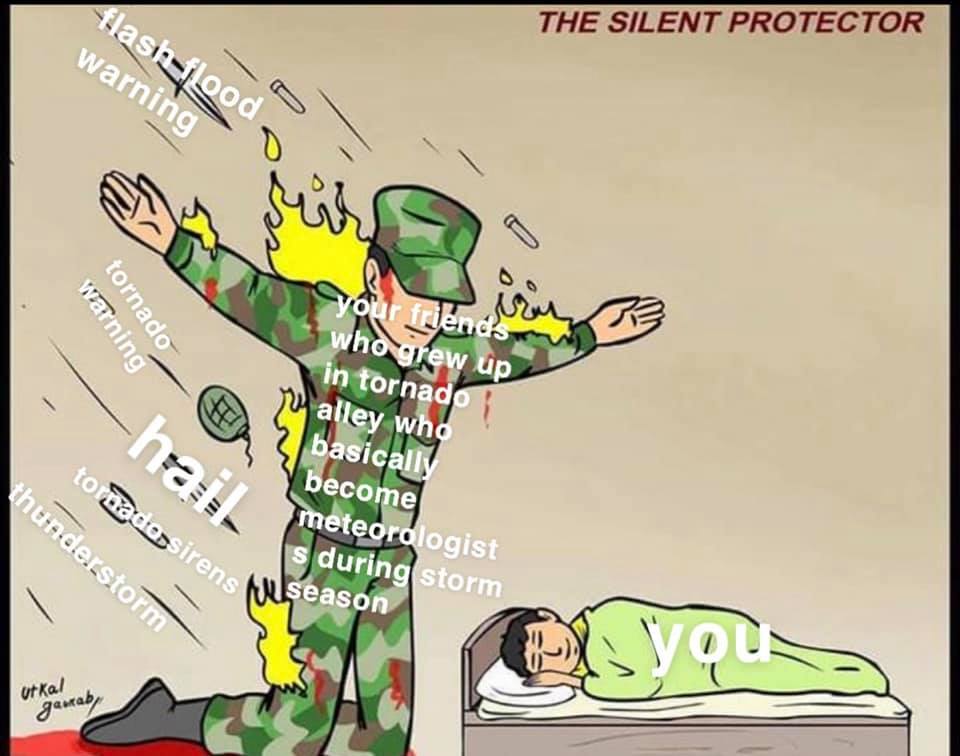 THE SILENT PROTECTOR
flash flood
warning
tornado
warning
hail
tornado sirens
thunderstorm
your friends
who grew up
in tornado
alley who
basically
become
meteorologist
s during storm
season
you
Utkal
gaurab